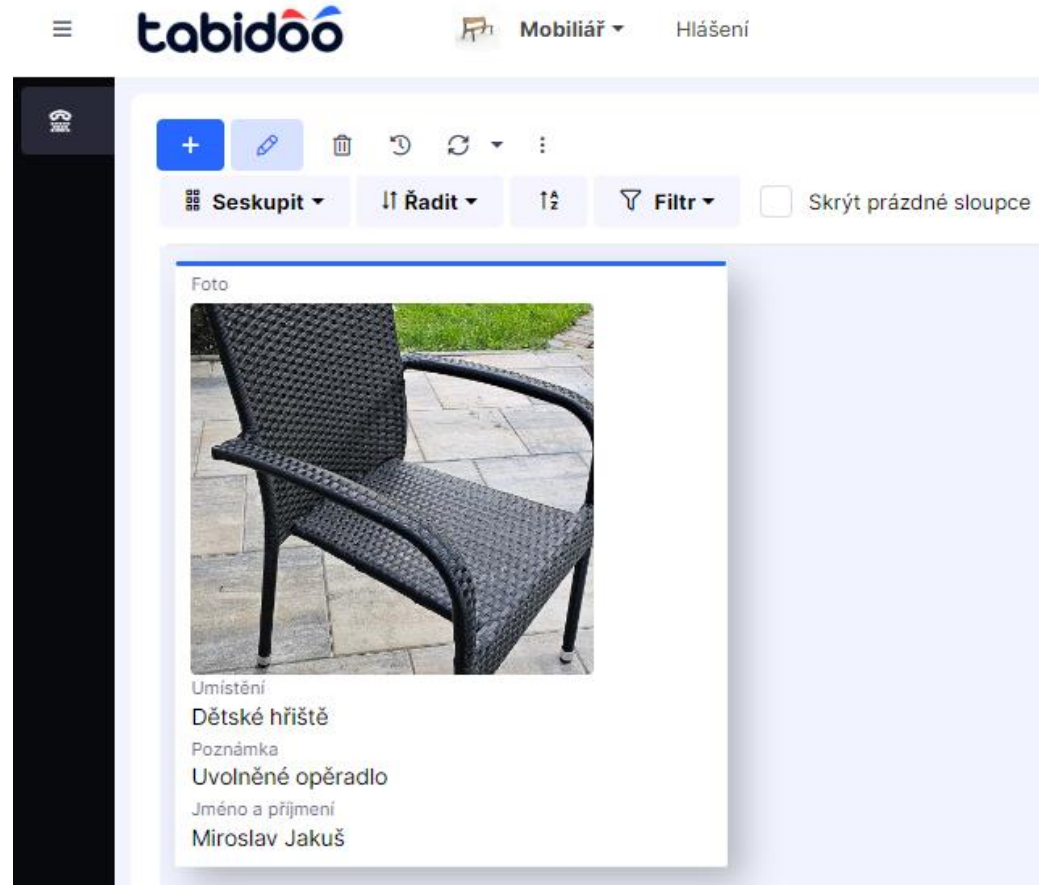 tabidoo
Mobiliář
Hlášení
Seskupit
Řadit
Filtr
Skrýt prázdné sloupce
Foto
Umístění
Dětské hřiště
Poznámka
Uvolněné opěradlo
Jméno a příjmení
Miroslav Jakuš